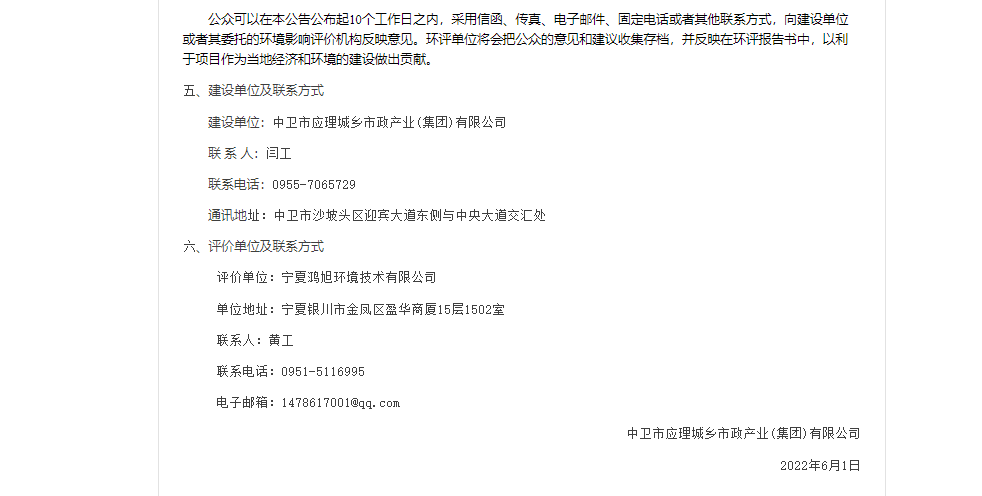 公众可以在本公告公布起10个工作日之内，采用信函、传真、电子邮件、固定电话或者其他联系方式，向建设单位
或者其委托的环境影响评价机构反映意见。环评单位将会把公众的意见和建议收集存档，并反映在环评报告书中，以利
于项目作为当地经济和环境的建设做出贡献。
五、建设单位及联系方式
建设单位：中卫市应理城乡市政产业(集团)有限公司
联 系 人：闫工
联系电话：0955-7065729
通讯地址：中卫市沙坡头区迎宾大道东侧与中央大道交汇处
六、评价单位及联系方式
评价单位：宁夏鸿旭环境技术有限公司
单位地址：宁夏银川市金凤区盈华商厦15层1502室
联系人：黄工
联系电话：0951-5116995
电子邮箱：1478617001@qq.com
中卫市应理城乡市政产业(集团)有限公司
2022年6月1日